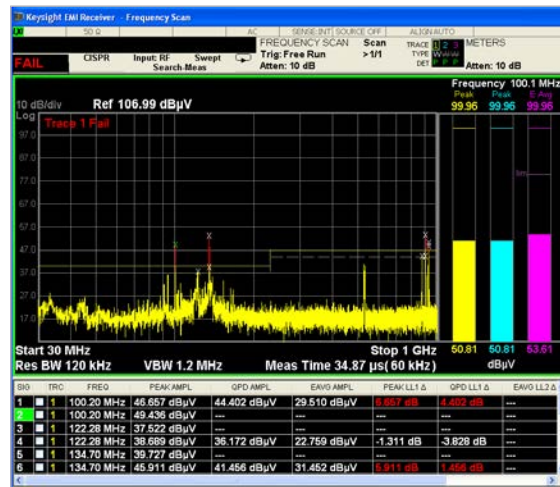 Keysight EMI Receiver - Frequency Scan
50 Ω AC SENSE:INT SOURCE OFF ALIGN AUTO
FREQUENCY SCAN Scan TRACE 1 2 3 METERS
CISPR Input: RF Swept Trig: Free Run >1/1 TYPE
FAIL Search-Meas Atten: 10 dB DET P P P Atten: 10 dB
Frequency 100.1 MHz
Peak Peak E-Avg
10 dB/div Ref 106.99 dBµV 99.96 99.96 99.96
Log
Trace 1 Fail
97.0
87.0
77.0
lim
67.0
57.0
47.0
37.0
27.0
17.0
Start 30 MHz Stop 1 GHz 50.81 50.81 53.61
Res BW 120 kHz VBW 1.2 MHz Meas Time 34.87 µs( 60 kHz) dBµV
SIG TRC FREQ PEAK AMPL QPD AMPL EAVG AMPL PEAK LL1 Δ QPD LL1 Δ EAVG LL2 Δ
1 1 100.20 MHz 46.657 dBµV 44.402 dBµV 29.510 dBµV 6.657 dB 4.402 dB ---
2 1 100.20 MHz 49.436 dBµV --- --- --- --- ---
3 1 122.28 MHz 37.522 dBµV --- --- --- --- ---
4 1 122.28 MHz 38.689 dBµV 36.172 dBµV 22.759 dBµV -1.311 dB -3.828 dB ---
5 1 134.70 MHz 39.727 dBµV --- --- --- --- ---
6 1 134.70 MHz 45.911 dBµV 41.456 dBµV 31.452 dBµV 5.911 dB 1.456 dB ---